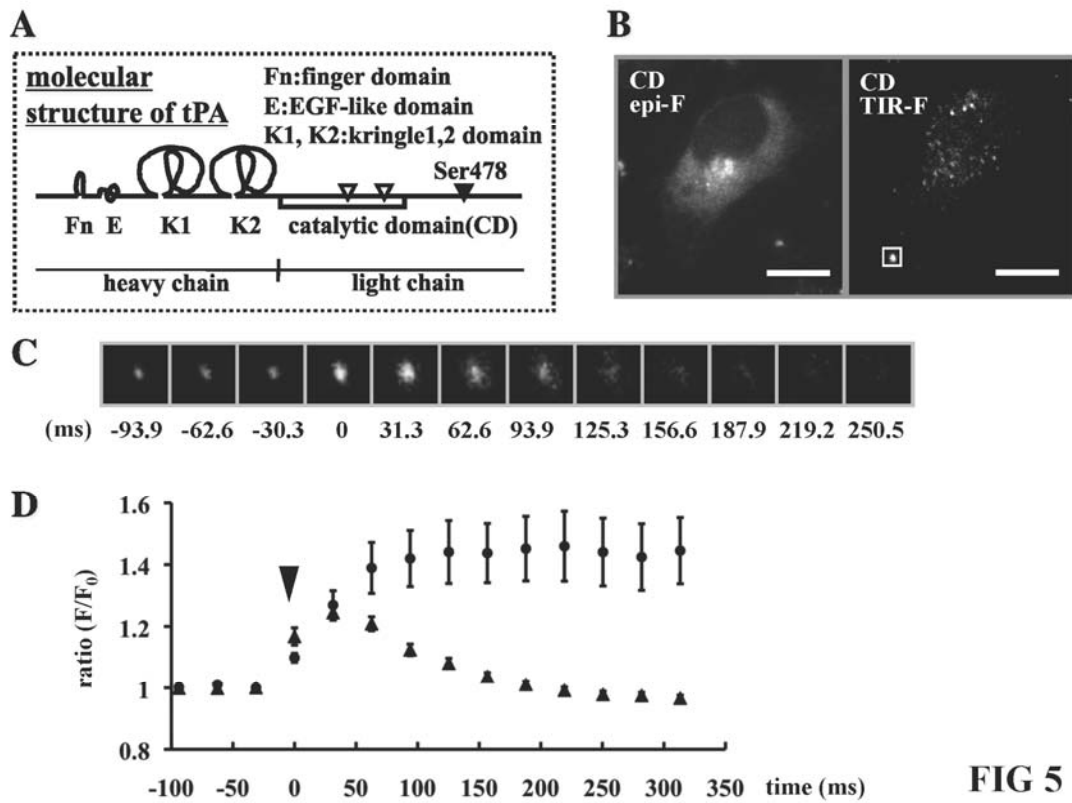 A
molecular
structure of tPA
Fn:finger domain
E:EGF-like domain
K1, K2:kringle1,2 domain
Ser478
Fn E K1 K2 catalytic domain(CD)
heavy chain light chain
B
CD
epi-F
CD
TIR-F
C
(ms) -93.9 -62.6 -30.3 0 31.3 62.6 93.9 125.3 156.6 187.9 219.2 250.5
D
ratio (F/F0)
1.6
1.4
1.2
1
0.8
-100 -50 0 50 100 150 200 250 300 350 time (ms)
FIG 5